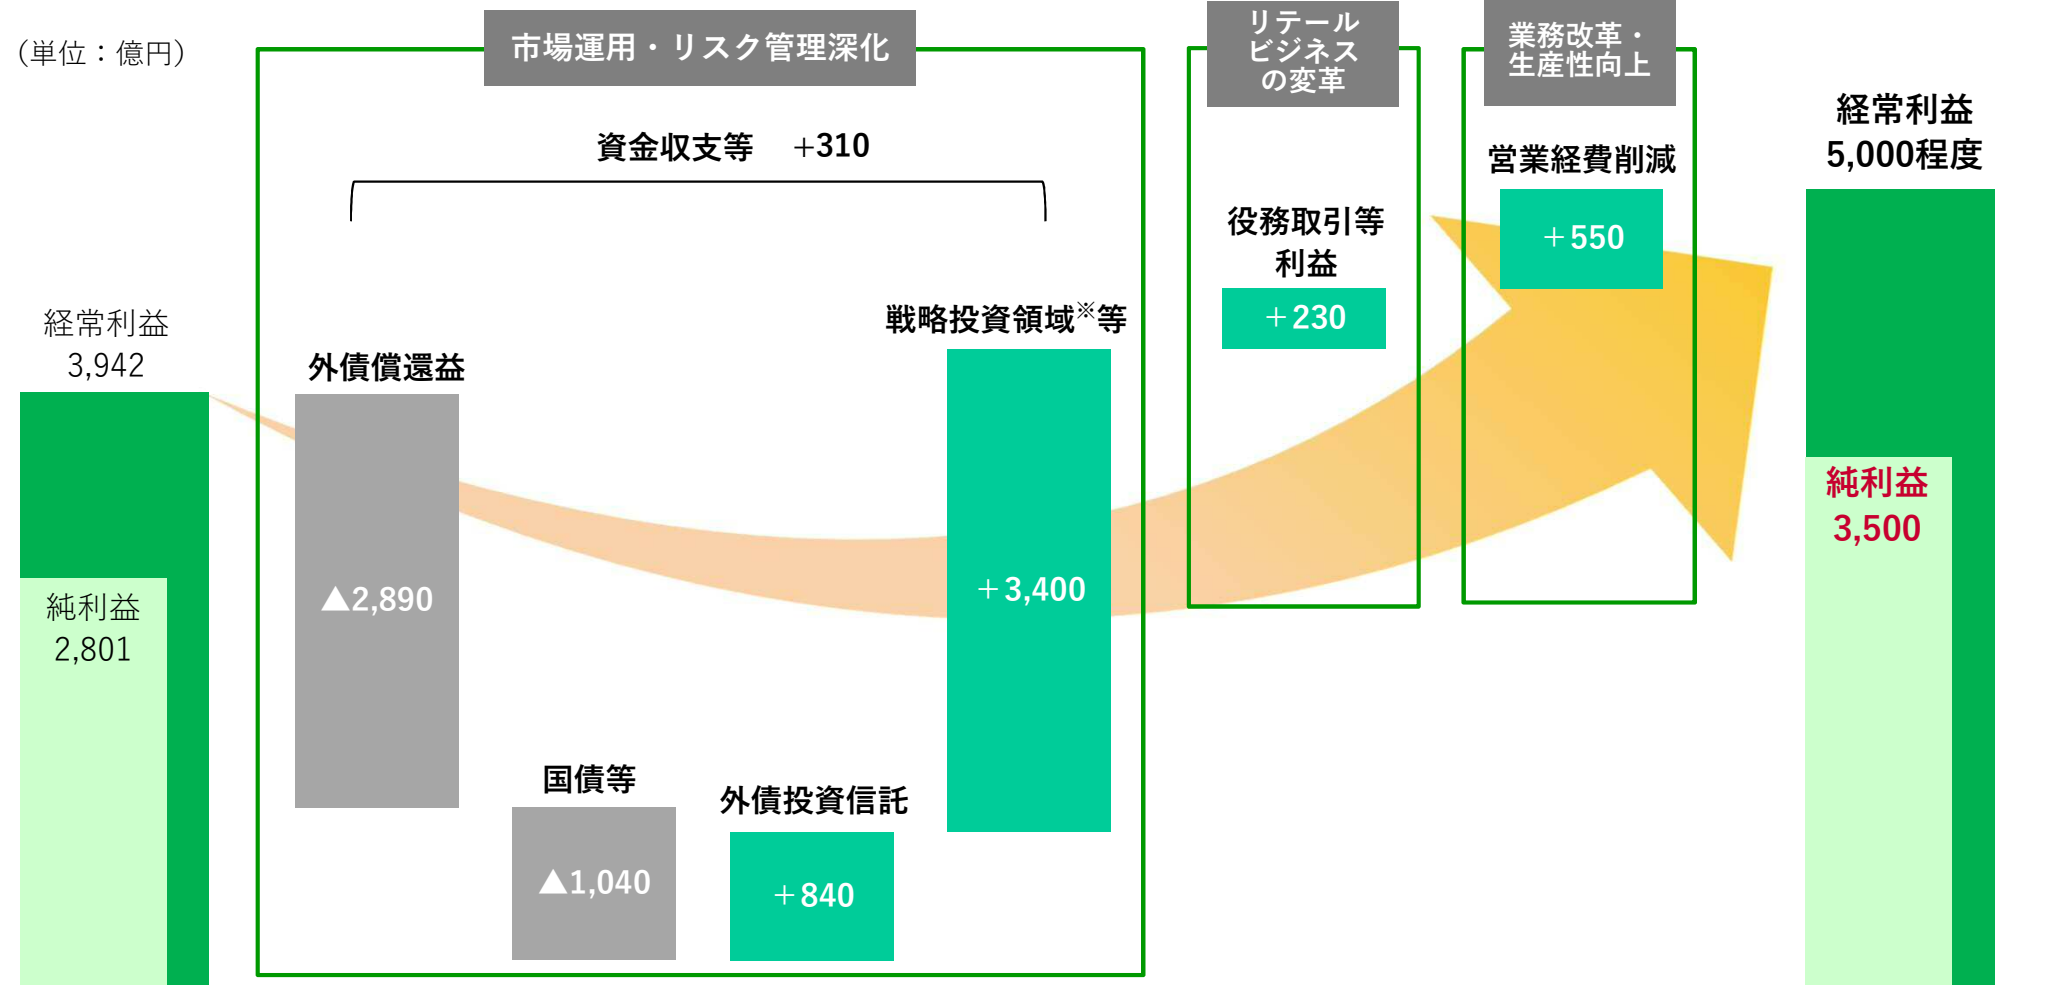 （単位：億円）
市場運用・リスク管理深化
リテール
ビジネス
の変革
業務改革・
生産性向上
経常利益
5,000程度
資金収支等　+310
営業経費削減
+550
役務取引等
利益
+230
戦略投資領域※等
経常利益
3,942
外債償還益
純利益
3,500
▲2,890
+3,400
純利益
2,801
国債等
外債投資信託
▲1,040
+840